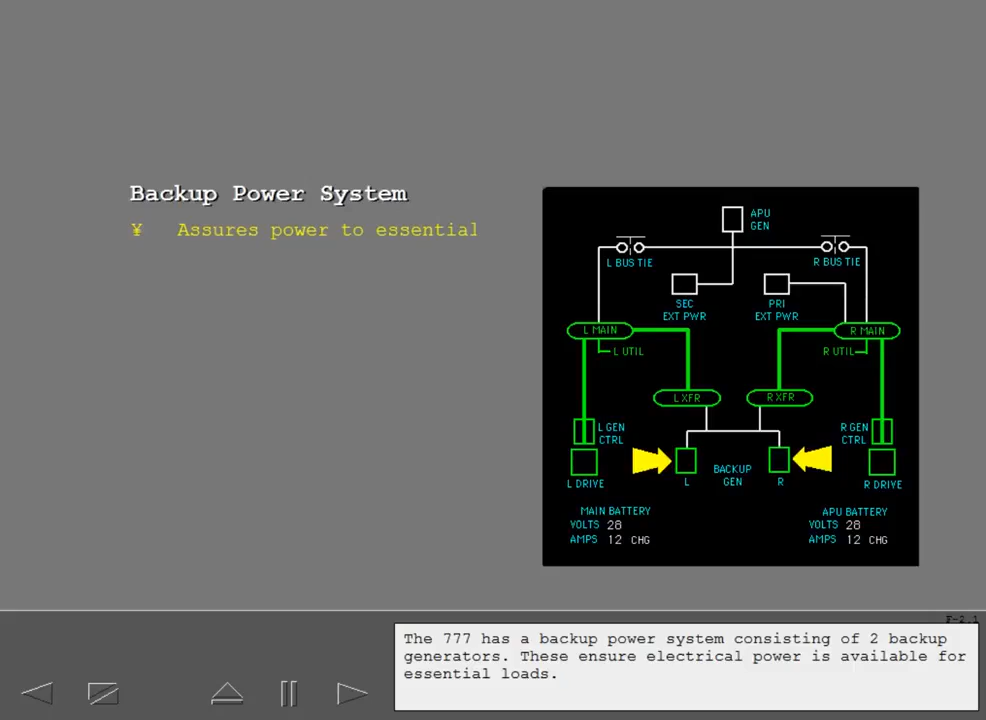 Backup Power System
¥ Assures power to essential
APU
GEN
L BUS TIE
R BUS TIE
SEC
EXT PWR
PRI
EXT PWR
L MAIN
R MAIN
L UTIL
R UTIL
L XFR
R XFR
L GEN
CTRL
R GEN
CTRL
L DRIVE
L
BACKUP
GEN
R
R DRIVE
MAIN BATTERY
VOLTS 28
AMPS 12 CHG
APU BATTERY
VOLTS 28
AMPS 12 CHG
F-2.1
The 777 has a backup power system consisting of 2 backup
generators. These ensure electrical power is available for
essential loads.